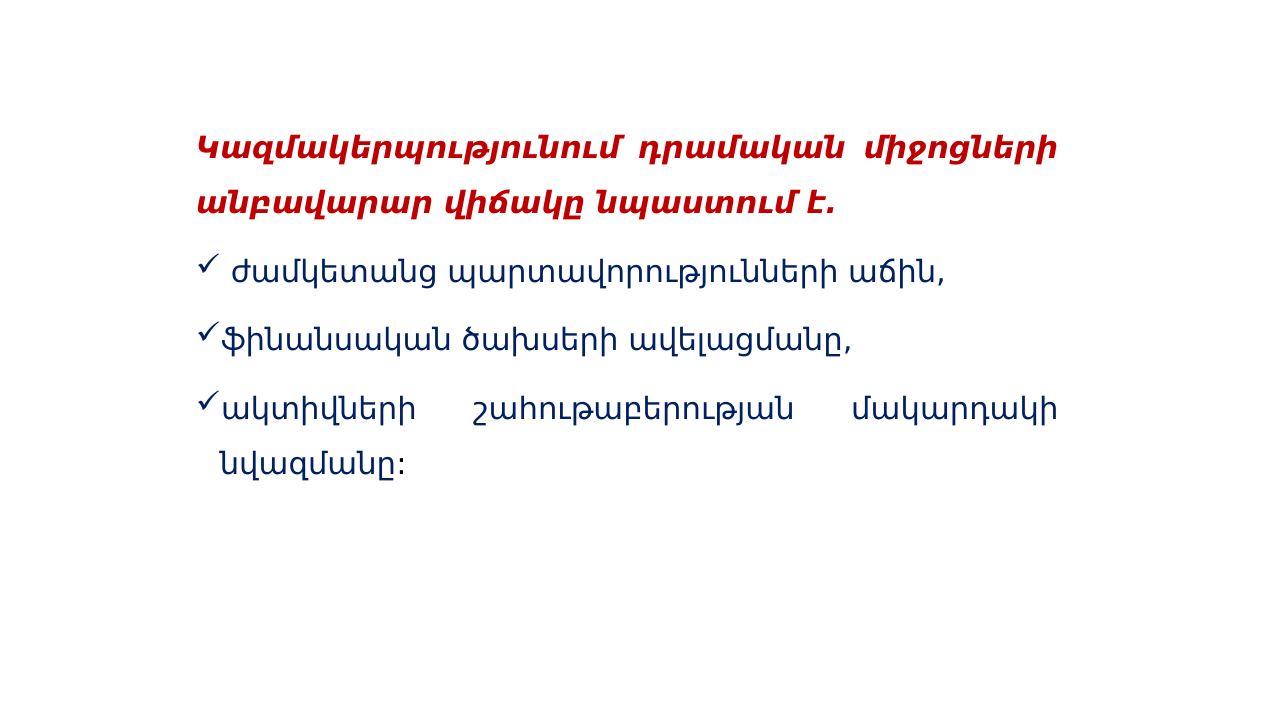 Կազմակերպությունում դրամական միջոցների
անբավարար վիճակը նպաստում է.
✓ ժամկետանց պարտավորությունների աճին,
✓ֆինանսական ծախսերի ավելացմանը,
✓ակտիվների շահութաբերության մակարդակի
նվազմանը: